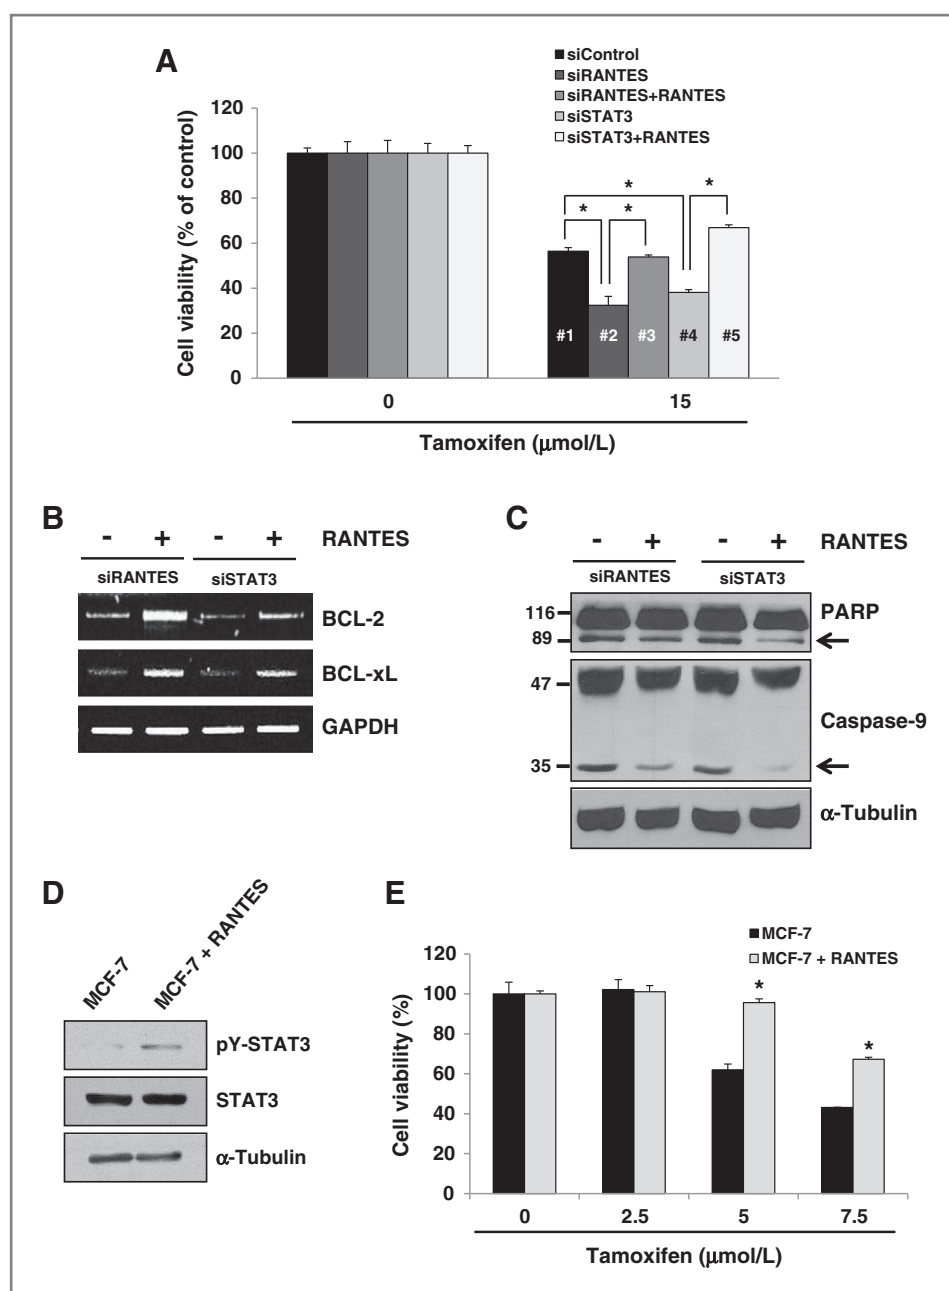 A
siControl
siRANTES
siRANTES+RANTES
siSTAT3
siSTAT3+RANTES
Cell viability (% of control)
120
100
80
60
40
20
0
* * * *
#1 #2 #3 #4 #5
0 15
Tamoxifen (μmol/L)
B
- + - + RANTES
siRANTES siSTAT3
BCL-2
BCL-xL
GAPDH
C
- + - + RANTES
siRANTES siSTAT3
116 PARP
89
47
Caspase-9
35
α-Tubulin
D
MCF-7
MCF-7 + RANTES
pY-STAT3
STAT3
α-Tubulin
E
MCF-7
MCF-7 + RANTES
Cell viability (%)
120
100
80
60
40
20
0
* *
0 2.5 5 7.5
Tamoxifen (μmol/L)